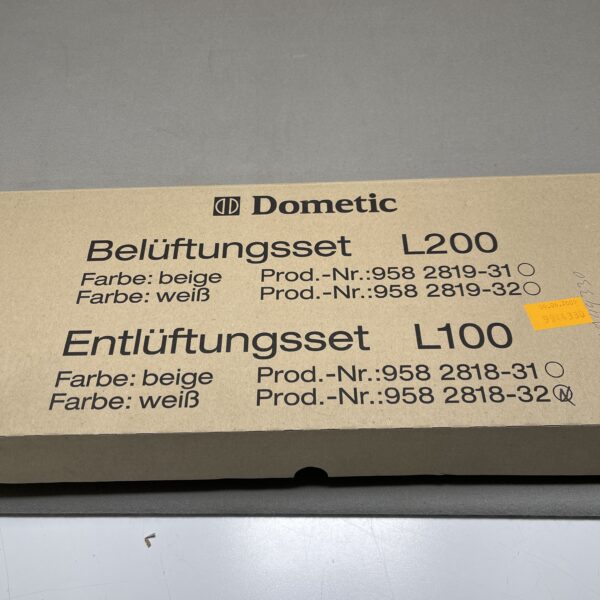 Dometic
Belüftungsset L200
Farbe: beige Prod.-Nr.:958 2819-31
Farbe: weiß Prod.-Nr.:958 2819-32
Entlüftungsset L100
Farbe: beige Prod.-Nr.:958 2818-31
Farbe: weiß Prod.-Nr.:958 2818-32